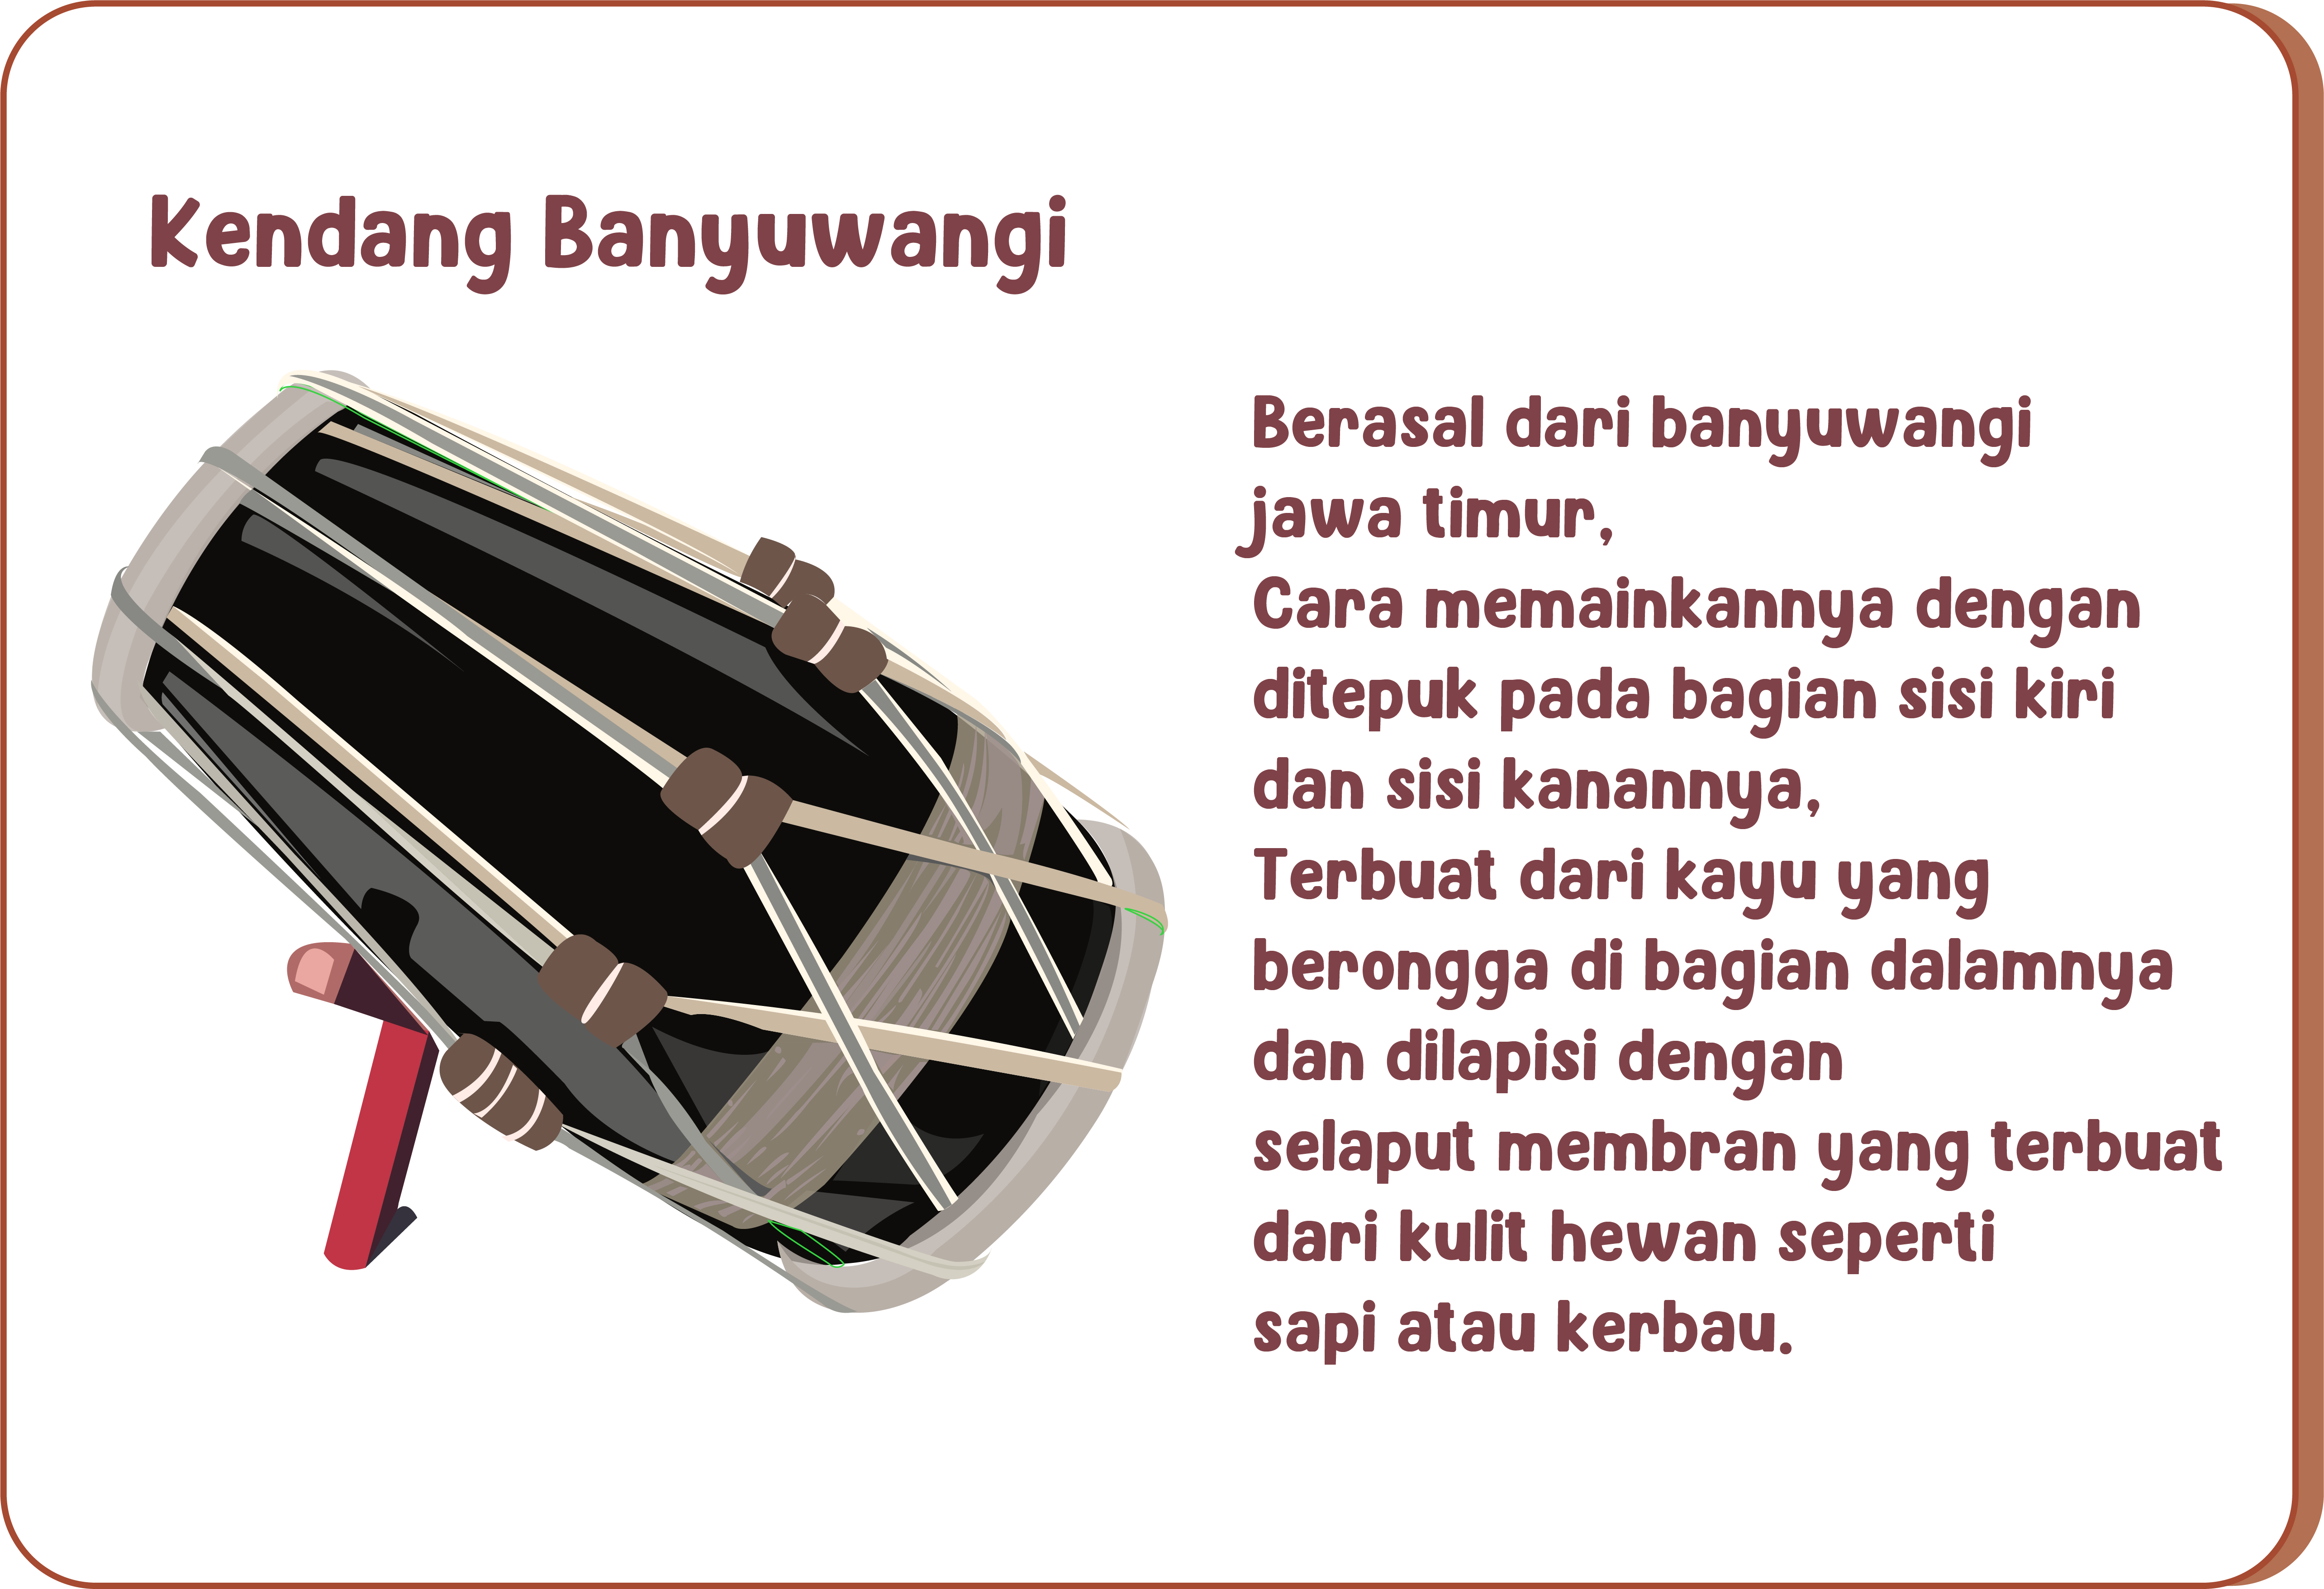 Kendang Banyuwangi
Berasal dari banyuwangi
jawa timur,
Cara memainkannya dengan
ditepuk pada bagian sisi kiri
dan sisi kanannya,
Terbuat dari kayu yang
berongga di bagian dalamnya
dan dilapisi dengan
selaput membran yang terbuat
dari kulit hewan seperti
sapi atau kerbau.